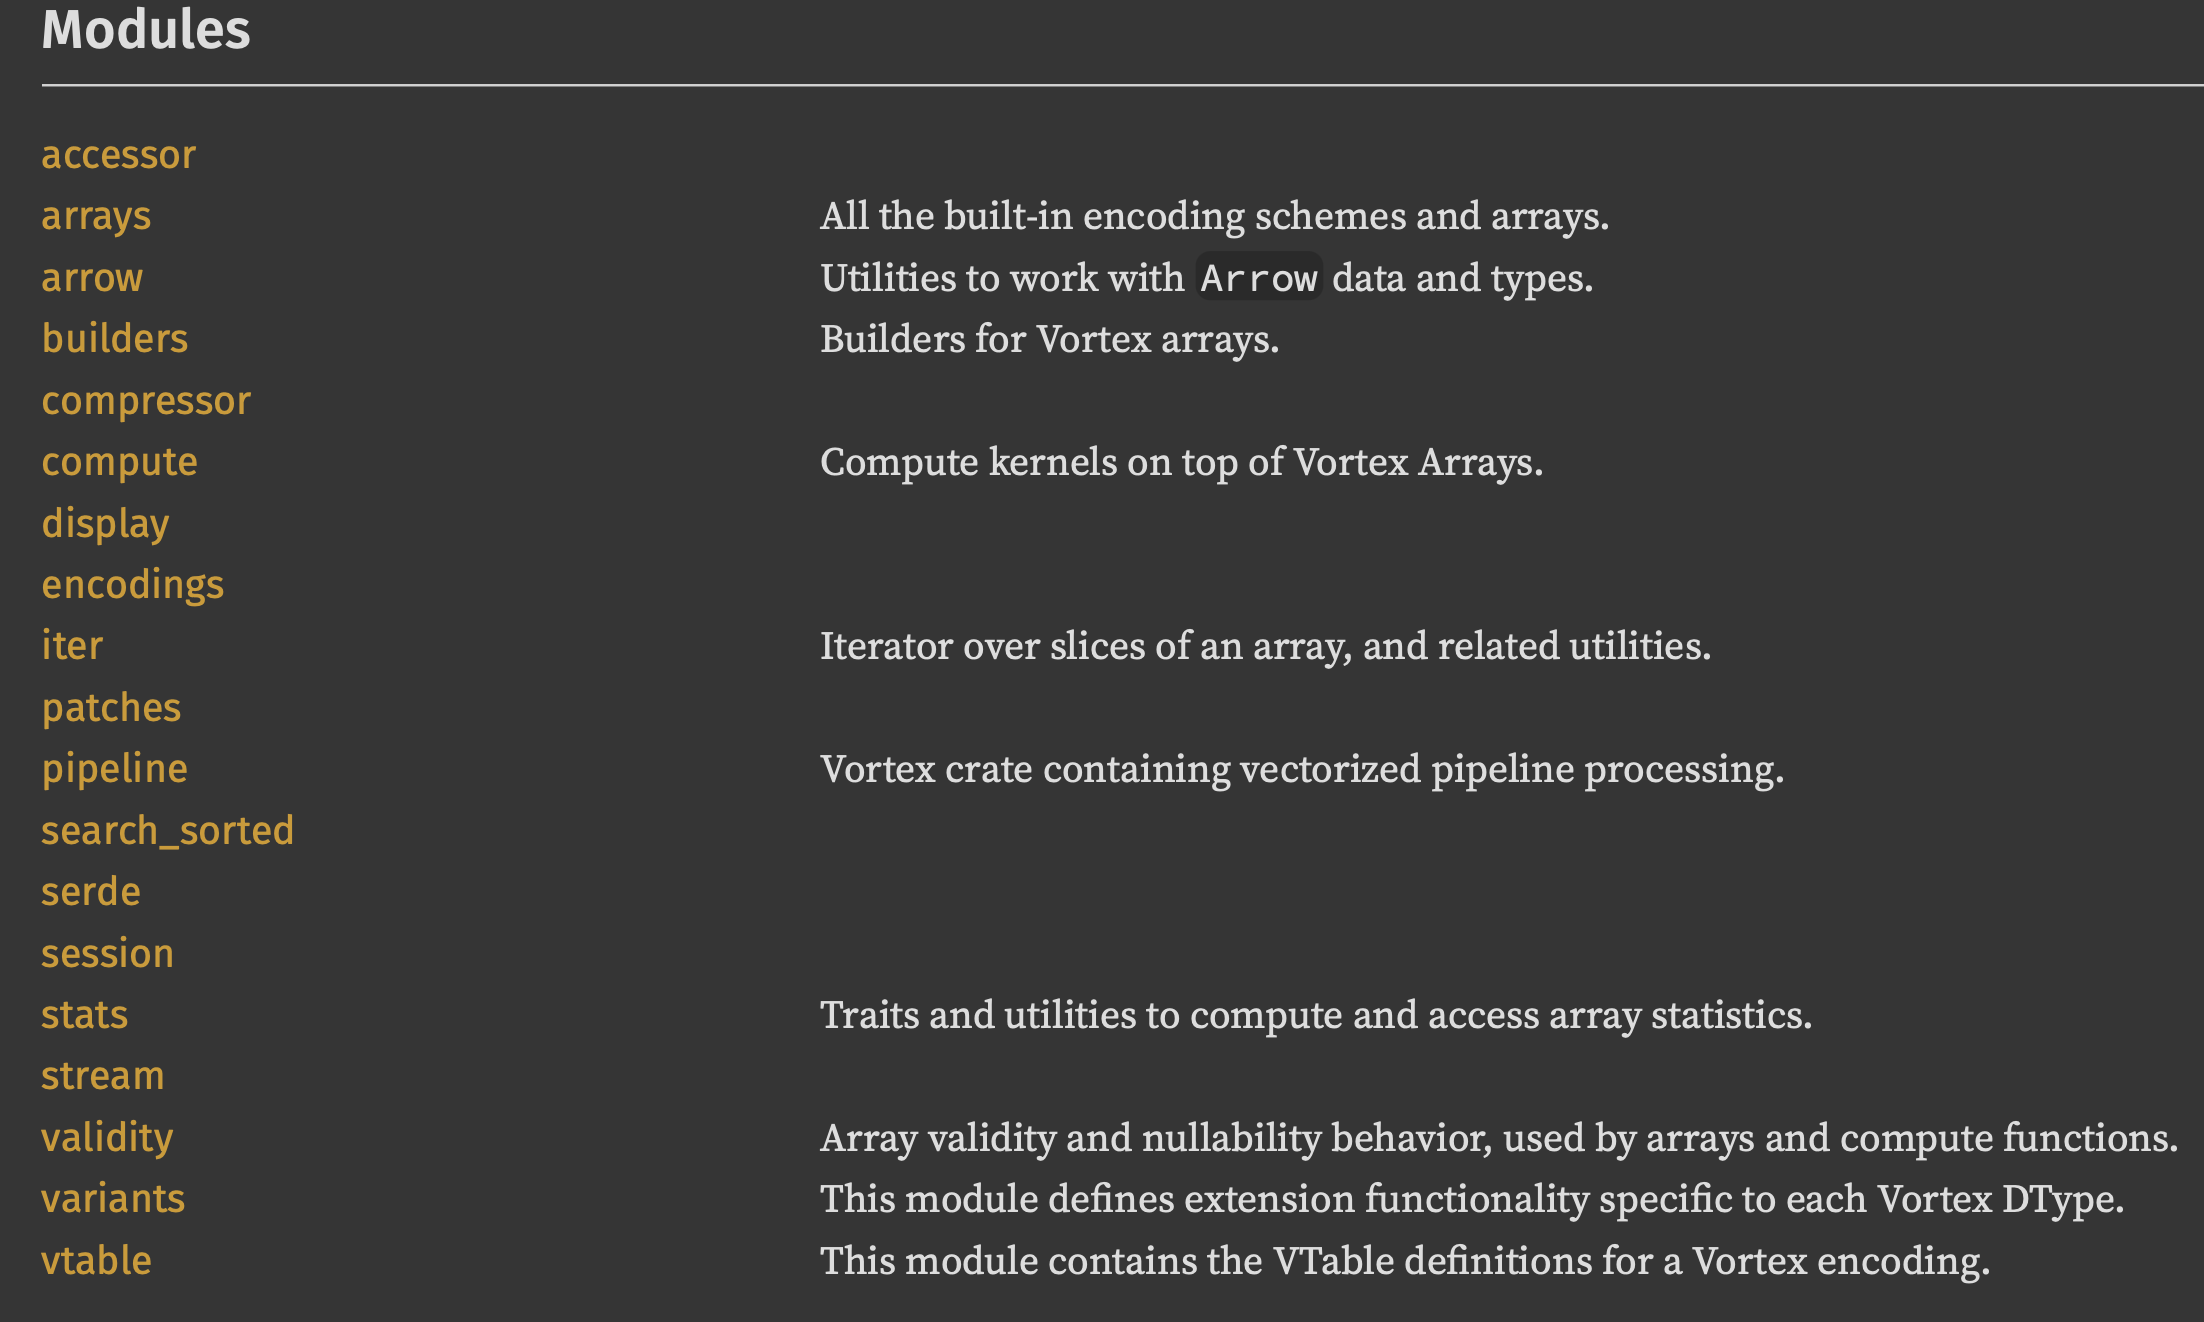 Modules
accessor
arrays All the built-in encoding schemes and arrays.
arrow Utilities to work with Arrow data and types.
builders Builders for Vortex arrays.
compressor
compute Compute kernels on top of Vortex Arrays.
display
encodings
iter Iterator over slices of an array, and related utilities.
patches
pipeline Vortex crate containing vectorized pipeline processing.
search_sorted
serde
session
stats Traits and utilities to compute and access array statistics.
stream
validity Array validity and nullability behavior, used by arrays and compute functions.
variants This module defines extension functionality specific to each Vortex DType.
vtable This module contains the VTable definitions for a Vortex encoding.